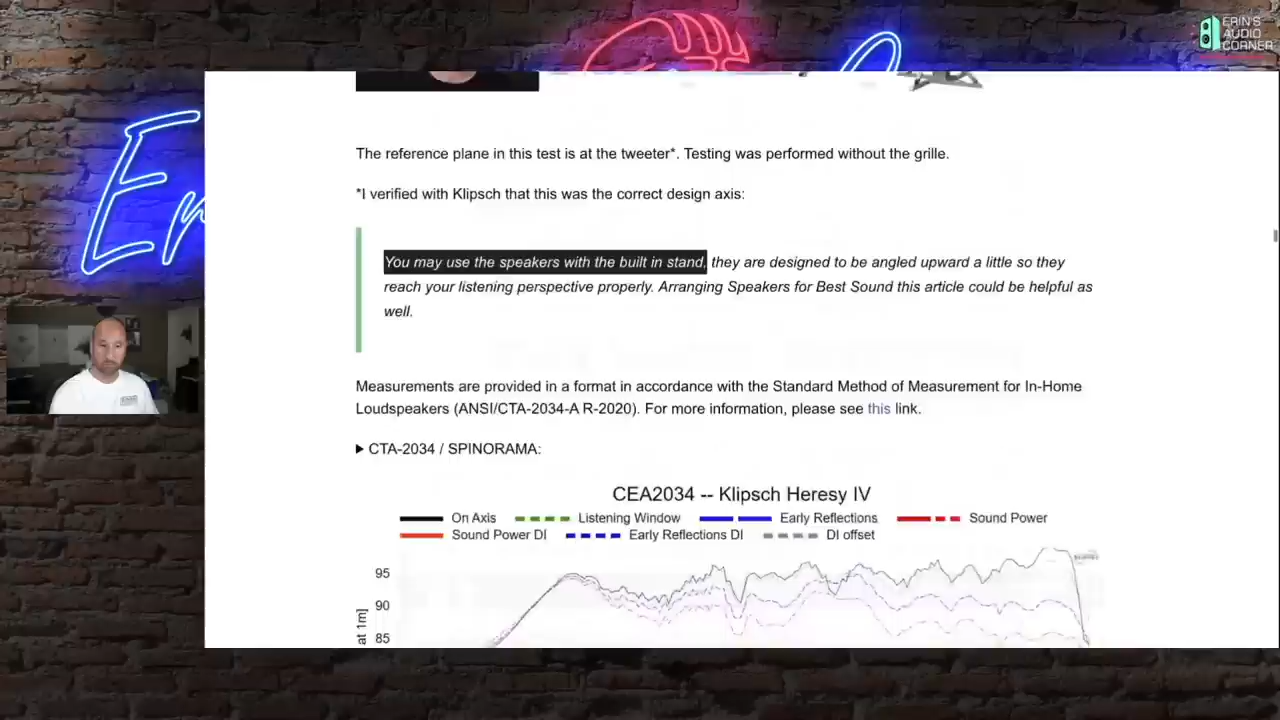 ERIN'S
AUDIO
CORNER
The reference plane in this test is at the tweeter*. Testing was performed without the grille.
*I verified with Klipsch that this was the correct design axis:
You may use the speakers with the built in stand, they are designed to be angled upward a little so they
reach your listening perspective properly. Arranging Speakers for Best Sound this article could be helpful as
well.
Measurements are provided in a format in accordance with the Standard Method of Measurement for In-Home
Loudspeakers (ANSI/CTA-2034-A R-2020). For more information, please see this link.
▶ CTA-2034 / SPINORAMA:
CEA2034 -- Klipsch Heresy IV
On Axis Listening Window Early Reflections Sound Power
Sound Power DI Early Reflections DI DI offset
95
90
85
at 1m]